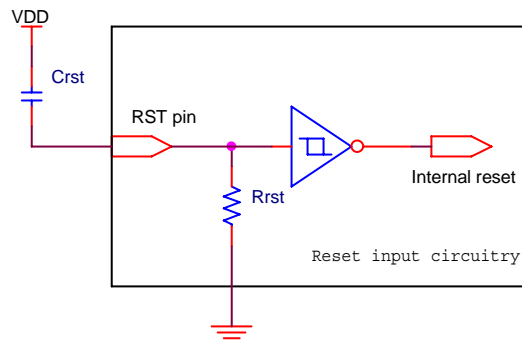 VDD
Crst
RST pin
Rrst
Internal reset
Reset input circuitry